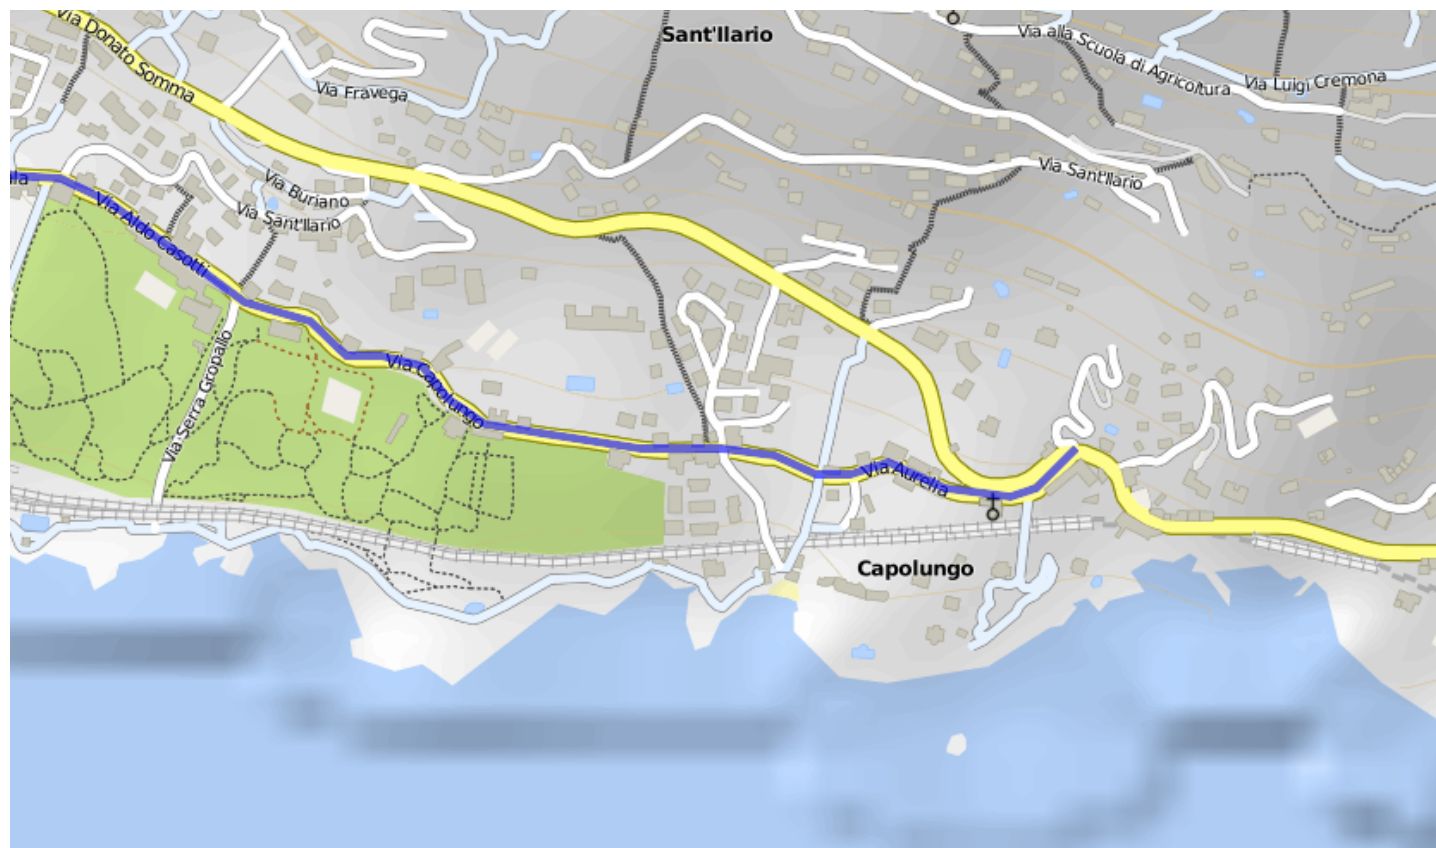 Via Donato Somma
Sant'Ilario
Via alla Scuola di Agricoltura
Via Luigi Cremona
Via Fravega
Via Sant'Ilario
Via Buriano
Via Sant'Ilario
Via Aldo Casotti
Via Serra Gropallo
Via Capolungo
Via Aurelia
Capolungo